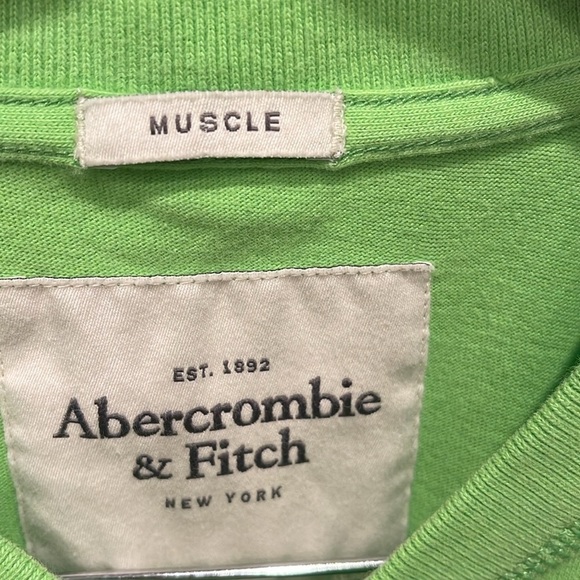 MUSCLE
EST. 1892
Abercrombie
& Fitch
NEW YORK